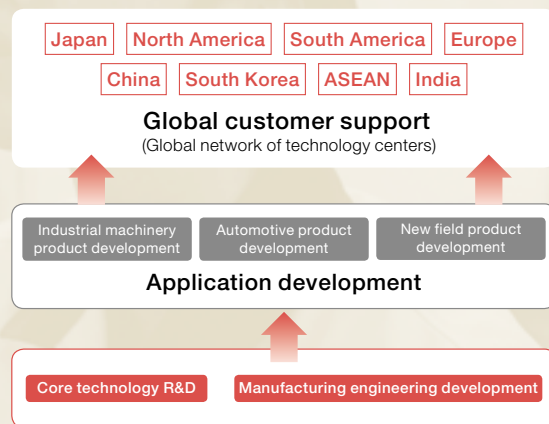 Japan North America South America Europe
China South Korea ASEAN India
Global customer support
(Global network of technology centers)
Industrial machinery
product development
Automotive product
development
New field product
development
Application development
Core technology R&D Manufacturing engineering development